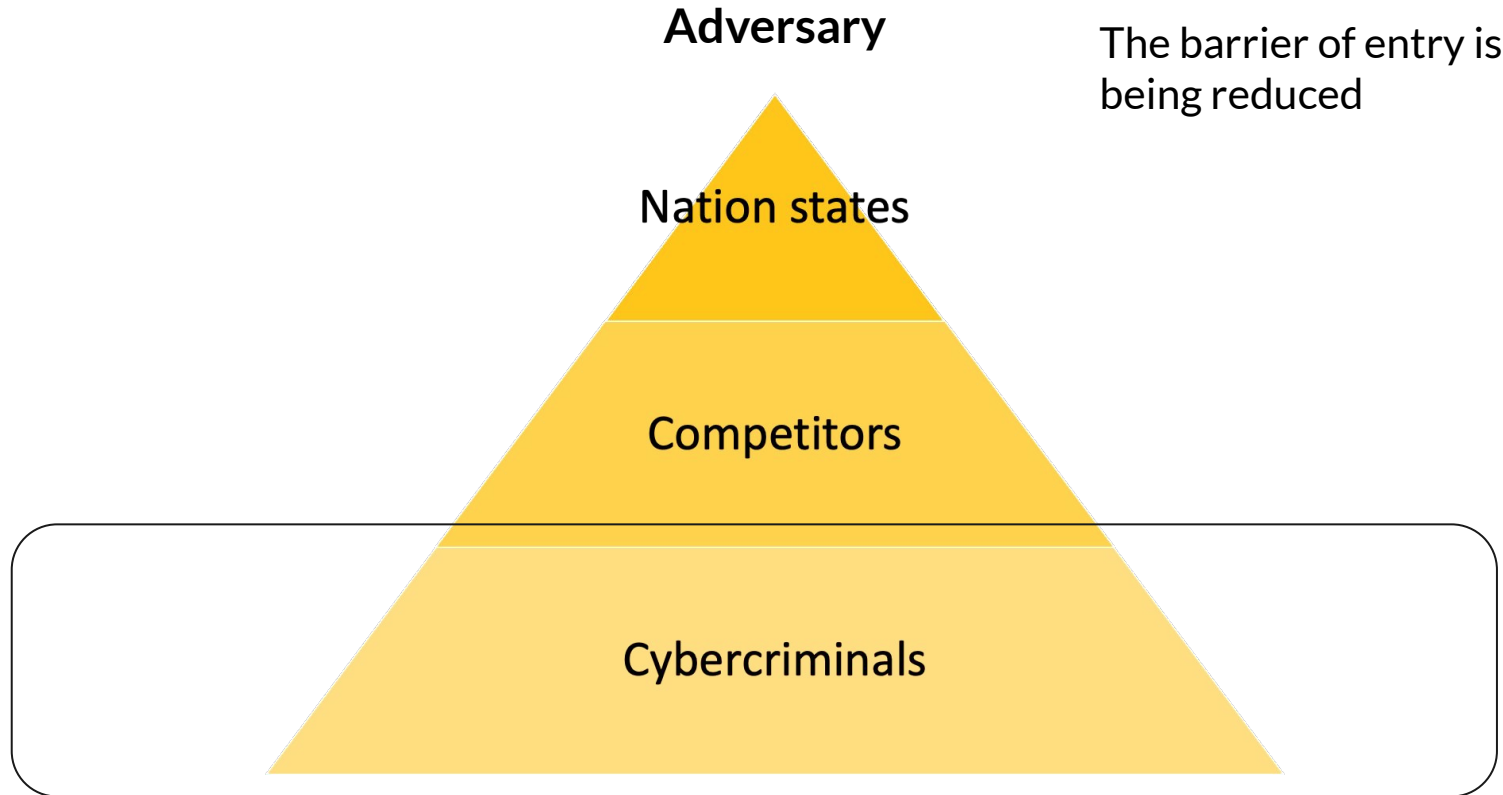 Adversary
The barrier of entry is
being reduced
Nation states
Competitors
Cybercriminals